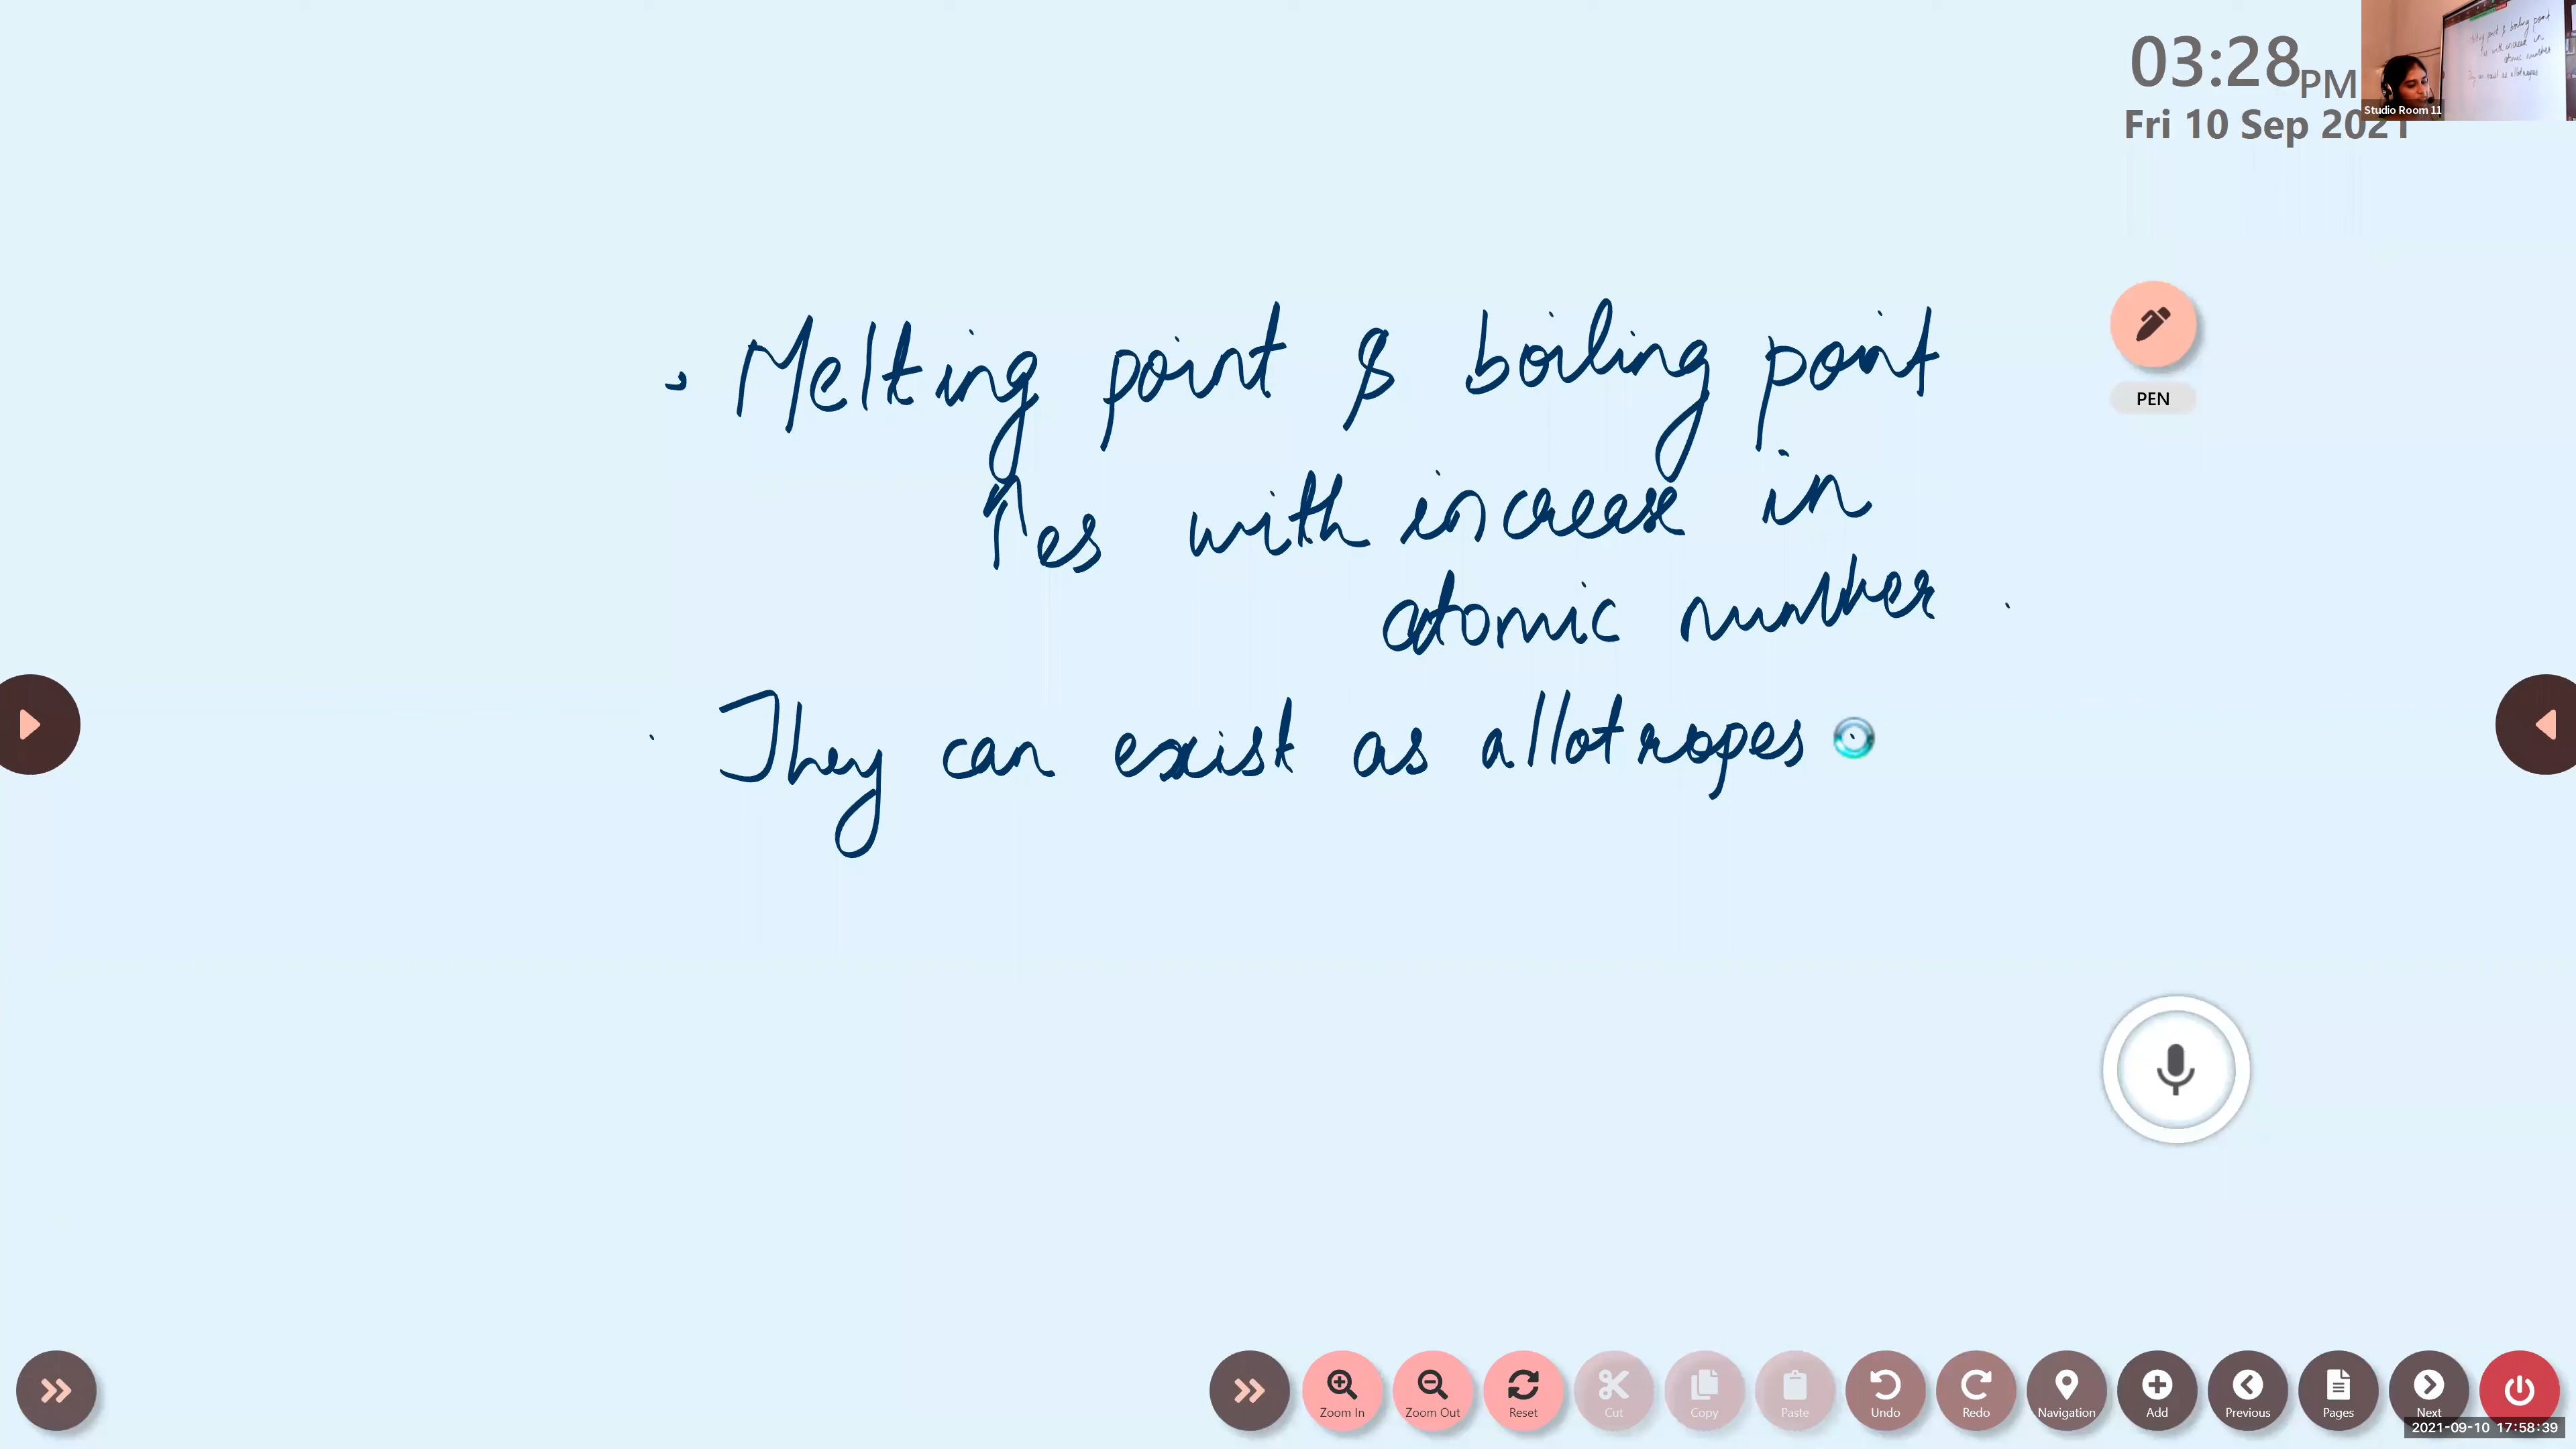 03:28 PM
Fri 10 Sep 2021
Studio Room 11
• Melting point & boiling point
↑es with increase in
atomic number.
• They can exist as allotropes.
PEN
Zoom In
Zoom Out
Reset
Cut
Copy
Paste
Undo
Redo
Navigation
Add
Previous
Pages
Next
2021-09-10 17:58:39